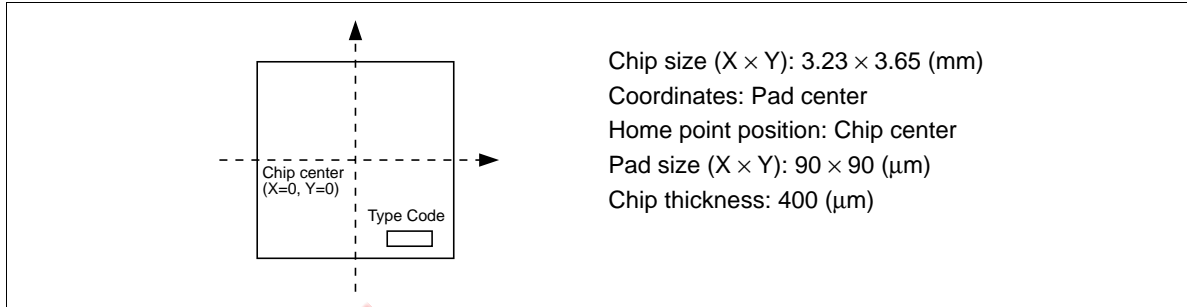 Chip center
(X=0, Y=0)
Type Code
Chip size (X × Y): 3.23 × 3.65 (mm)
Coordinates: Pad center
Home point position: Chip center
Pad size (X × Y): 90 × 90 (μm)
Chip thickness: 400 (μm)